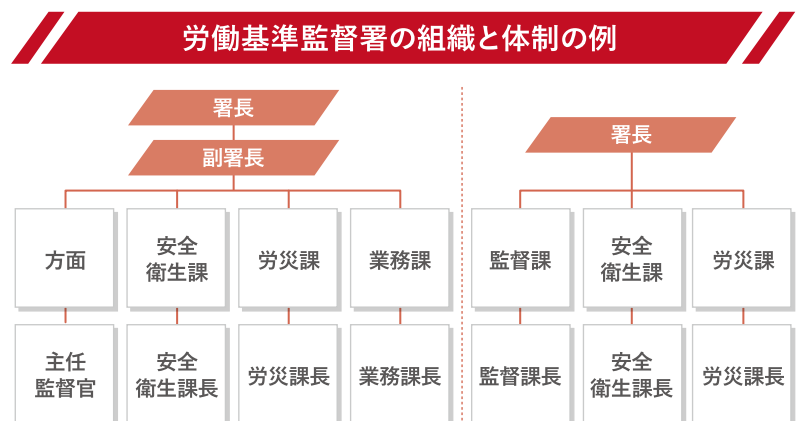 労働基準監督署の組織と体制の例
署長
副署長
方面
安全
衛生課
労災課
業務課
主任
監督官
安全
衛生課長
労災課長
業務課長
署長
監督課
安全
衛生課
労災課
監督課長
安全
衛生課長
労災課長